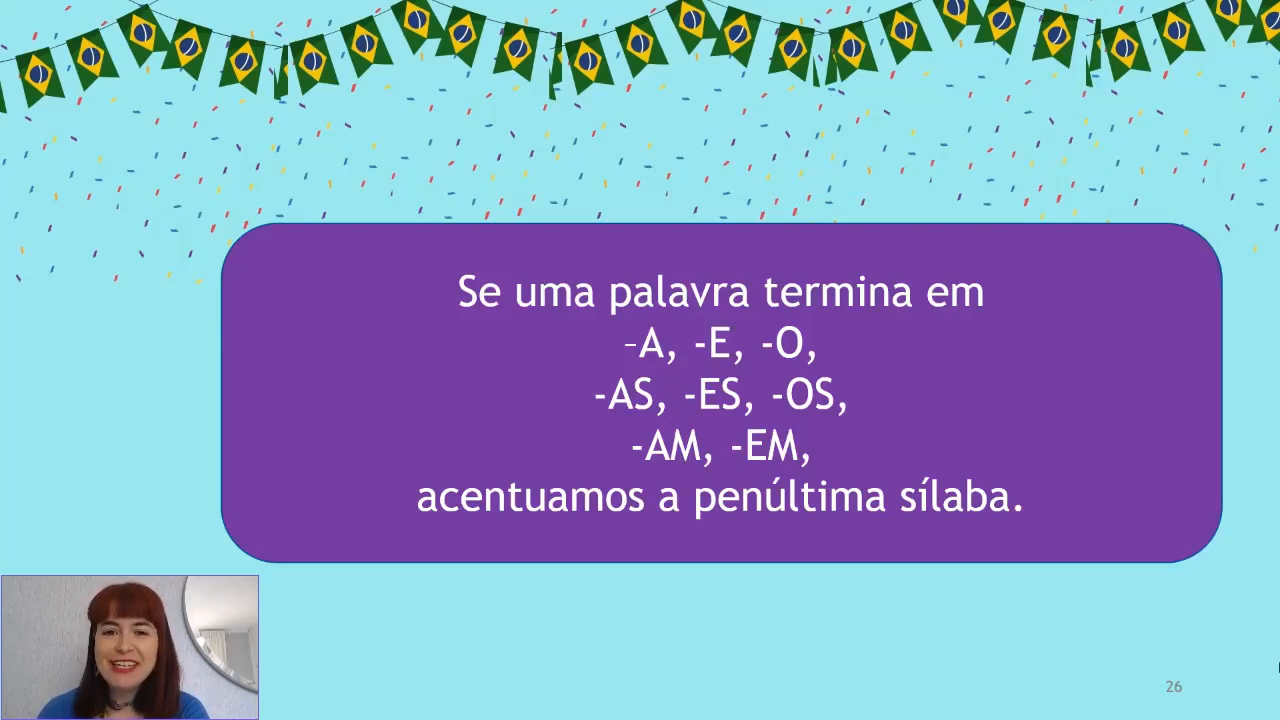 Se uma palavra termina em
–A, -E, -O,
-AS, -ES, -OS,
-AM, -EM,
acentuamos a penúltima sílaba.
26